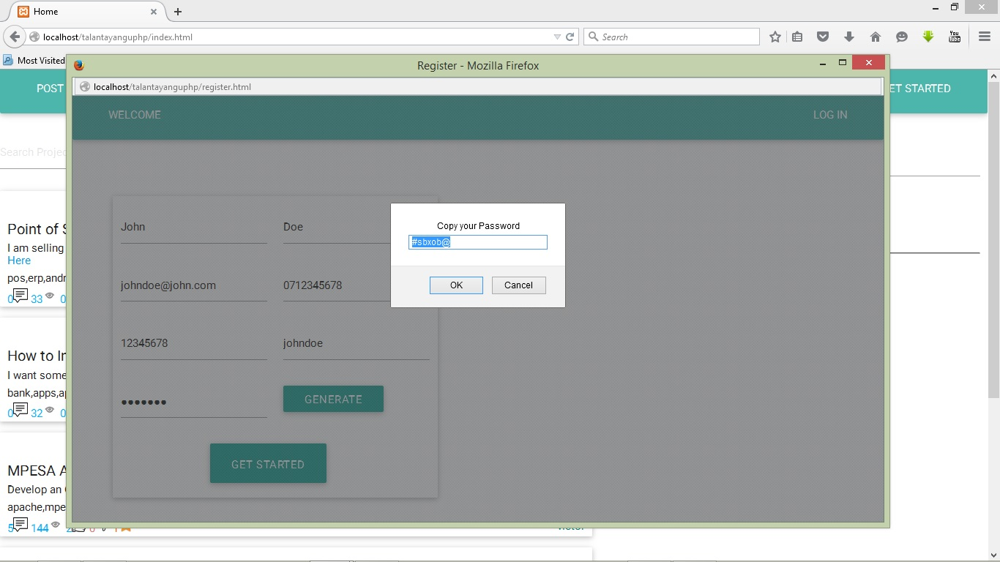 Home
localhost/talantayanguphp/index.html
Search
You
Tube
Most Visited
Register - Mozilla Firefox
localhost/talantayanguphp/register.html
POST
ET STARTED
WELCOME
LOG IN
Search Projec
John
Doe
Copy your Password
#sbxob@
OK
Cancel
johndoe@john.com
0712345678
12345678
johndoe
•••••••
GENERATE
GET STARTED
Point of S
I am selling
Here
pos,erp,andr
0 33 0
How to In
I want some
bank,apps,ap
0 32 0
MPESA A
Develop an
apache,mpe
5 144